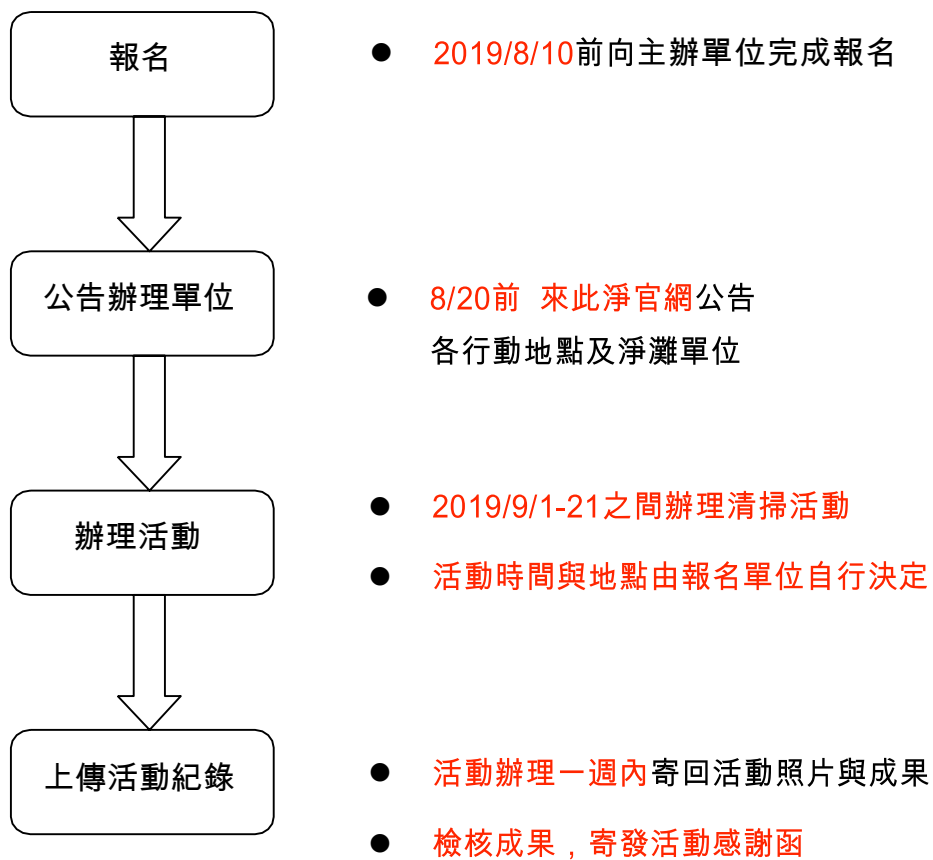 報名
● 2019/8/10前向主辦單位完成報名
公告辦理單位
● 8/20前 來此淨官網公告
各行動地點及淨灘單位
辦理活動
● 2019/9/1-21之間辦理清掃活動
● 活動時間與地點由報名單位自行決定
上傳活動紀錄
● 活動辦理一週內寄回活動照片與成果
● 檢核成果，寄發活動感謝函